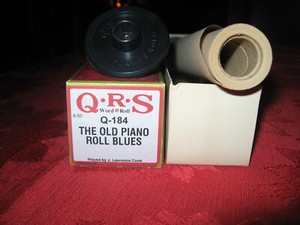 Q·R·S
Word Roll
Q-184
THE OLD PIANO
ROLL BLUES
Played by J. Lawrence Cook